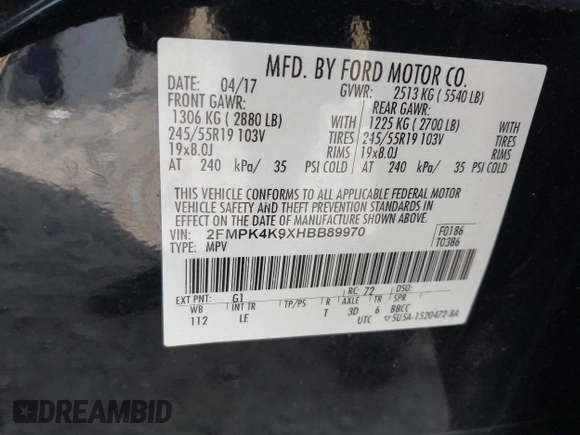 MFD. BY FORD MOTOR CO.
DATE: 04/17 GVWR: 2513 KG ( 5540 LB)
FRONT GAWR: REAR GAWR:
1306 KG ( 2880 LB) WITH 1225 KG ( 2700 LB) WITH
245/55R19 103V TIRES 245/55R19 103V TIRES
19x8.0J RIMS 19x8.0J RIMS
AT 240 kPa/ 35 PSI COLD AT 240 kPa/ 35 PSI COLD
THIS VEHICLE CONFORMS TO ALL APPLICABLE FEDERAL MOTOR
VEHICLE SAFETY AND THEFT PREVENTION STANDARDS IN
EFFECT ON THE DATE OF MANUFACTURE SHOWN ABOVE.
VIN: 2FMPK4K9XHBB89970 F0186
TYPE: MPV T0386
EXT PNT: G1 RC: 72 DSO:
WB INT TR TP/PS R AXLE TR SPR
112 LE T 3D 6 BBCC
UTC ▽5U5A-1520472-BA
DREAMBID